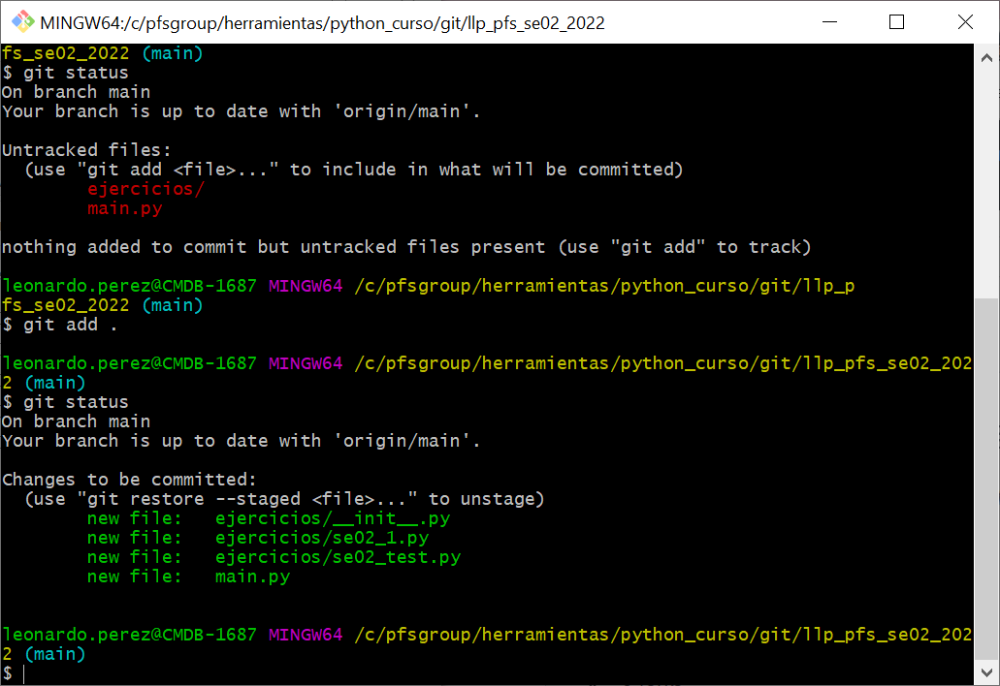 MINGW64:/c/pfsgroup/herramientas/python_curso/git/llp_pfs_se02_2022
fs_se02_2022 (main)
$ git status
On branch main
Your branch is up to date with 'origin/main'.
Untracked files:
(use "git add <file>..." to include in what will be committed)
ejercicios/
main.py
nothing added to commit but untracked files present (use "git add" to track)
leonardo.perez@CMDB-1687 MINGW64 /c/pfsgroup/herramientas/python_curso/git/llp_p
fs_se02_2022 (main)
$ git add .
leonardo.perez@CMDB-1687 MINGW64 /c/pfsgroup/herramientas/python_curso/git/llp_pfs_se02_202
2 (main)
$ git status
On branch main
Your branch is up to date with 'origin/main'.
Changes to be committed:
(use "git restore --staged <file>..." to unstage)
new file:   ejercicios/__init__.py
new file:   ejercicios/se02_1.py
new file:   ejercicios/se02_test.py
new file:   main.py
leonardo.perez@CMDB-1687 MINGW64 /c/pfsgroup/herramientas/python_curso/git/llp_pfs_se02_202
2 (main)
$